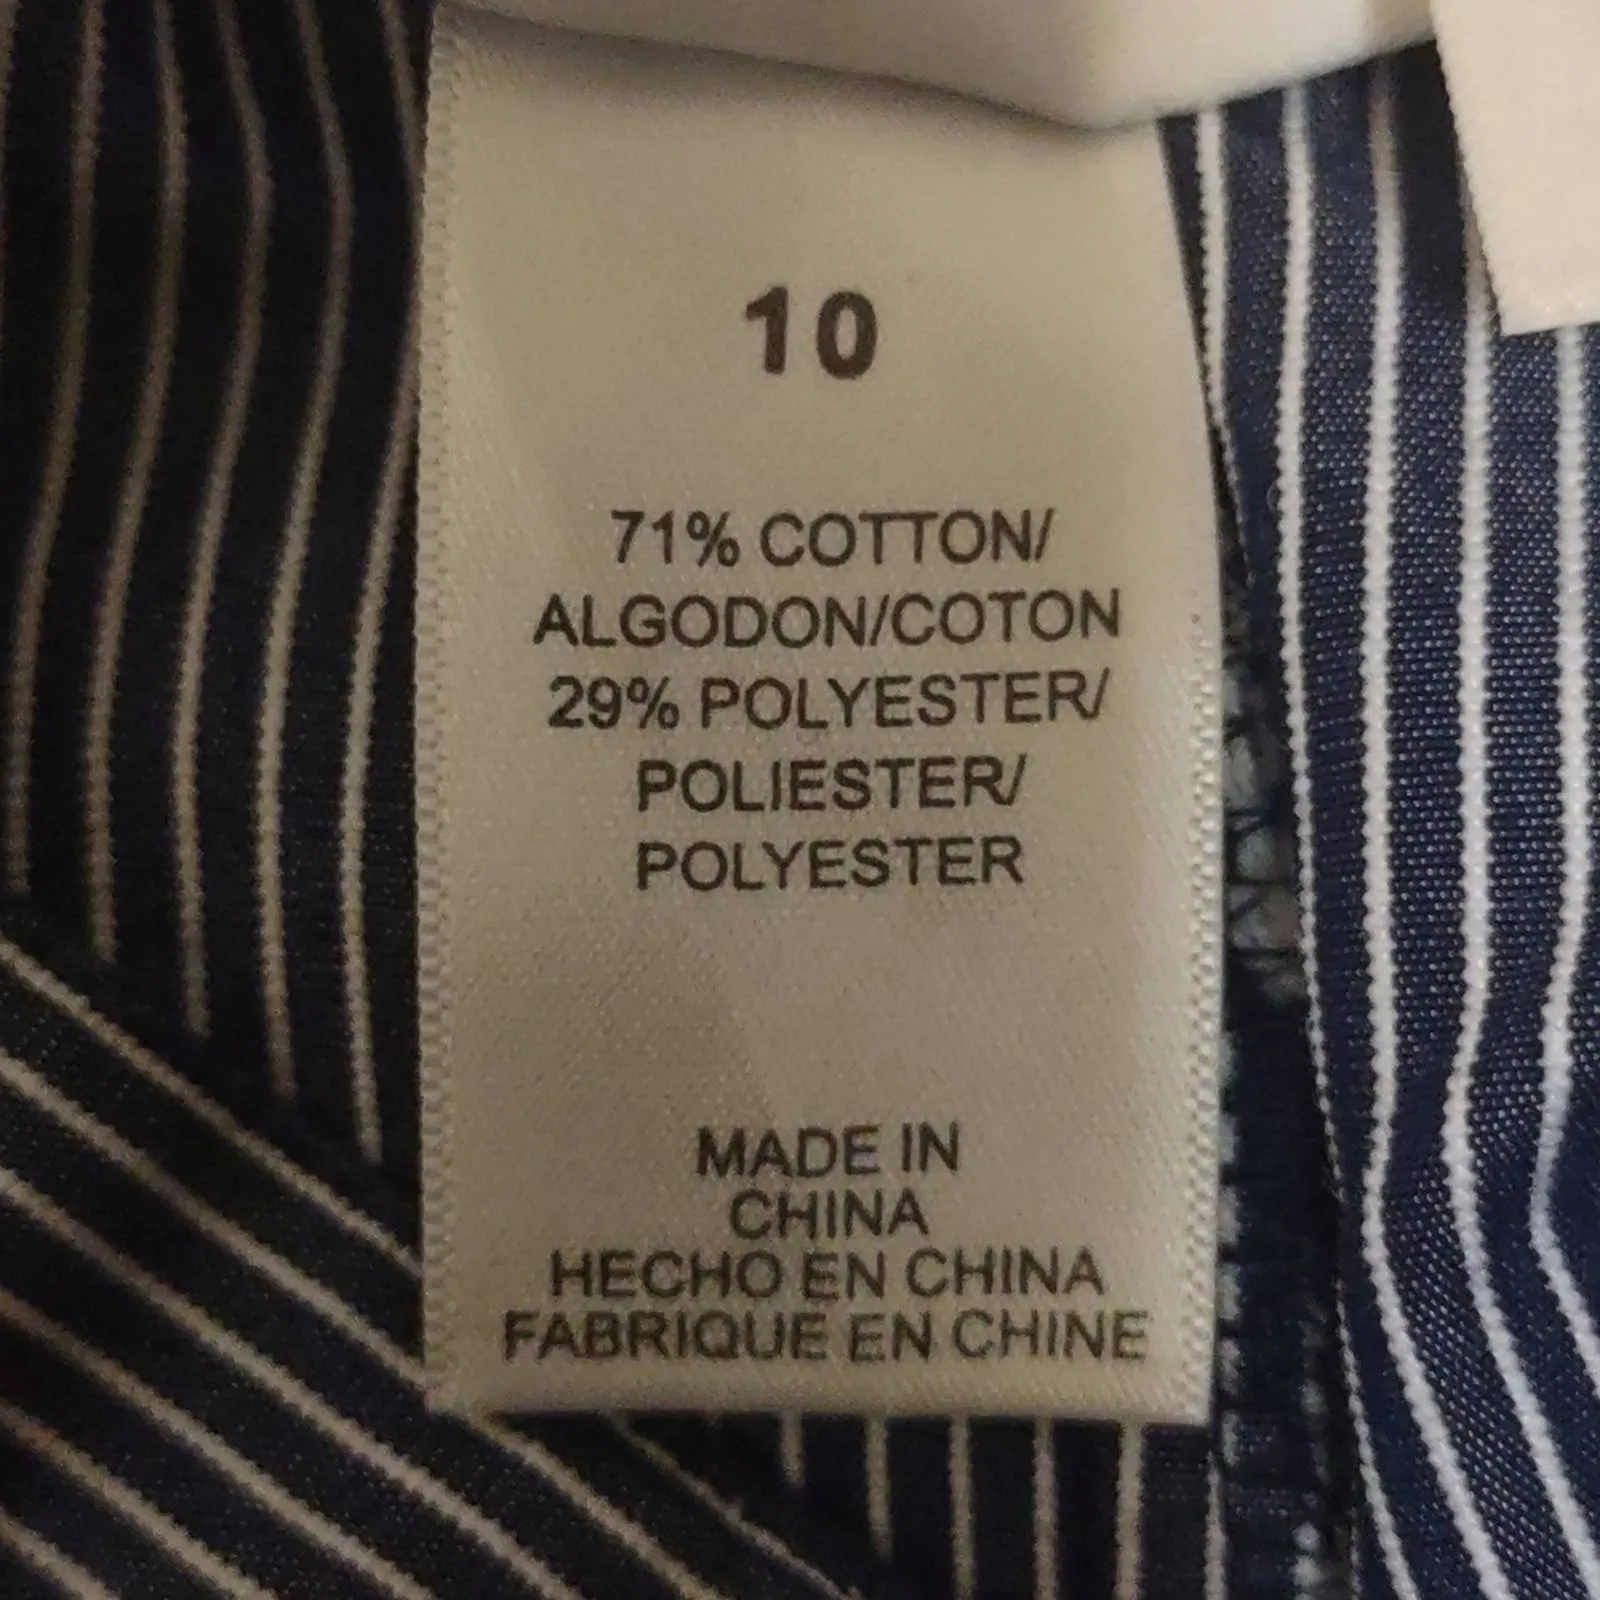 10
71% COTTON/
ALGODON/COTON
29% POLYESTER/
POLIESTER/
POLYESTER
MADE IN
CHINA
HECHO EN CHINA
FABRIQUE EN CHINE